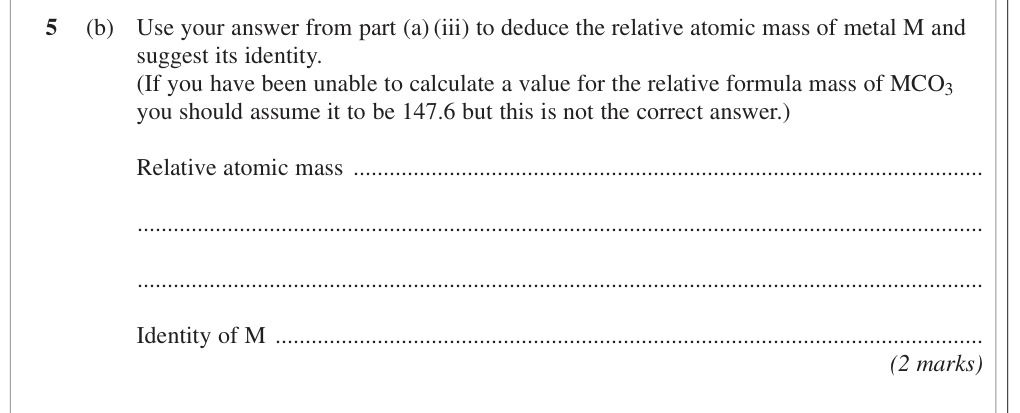 5 (b) Use your answer from part (a) (iii) to deduce the relative atomic mass of metal M and
suggest its identity.
(If you have been unable to calculate a value for the relative formula mass of MCO₃
you should assume it to be 147.6 but this is not the correct answer.)
Relative atomic mass ..........................................................................................................
................................................................................................................................................
................................................................................................................................................
Identity of M ........................................................................................................................
(2 marks)